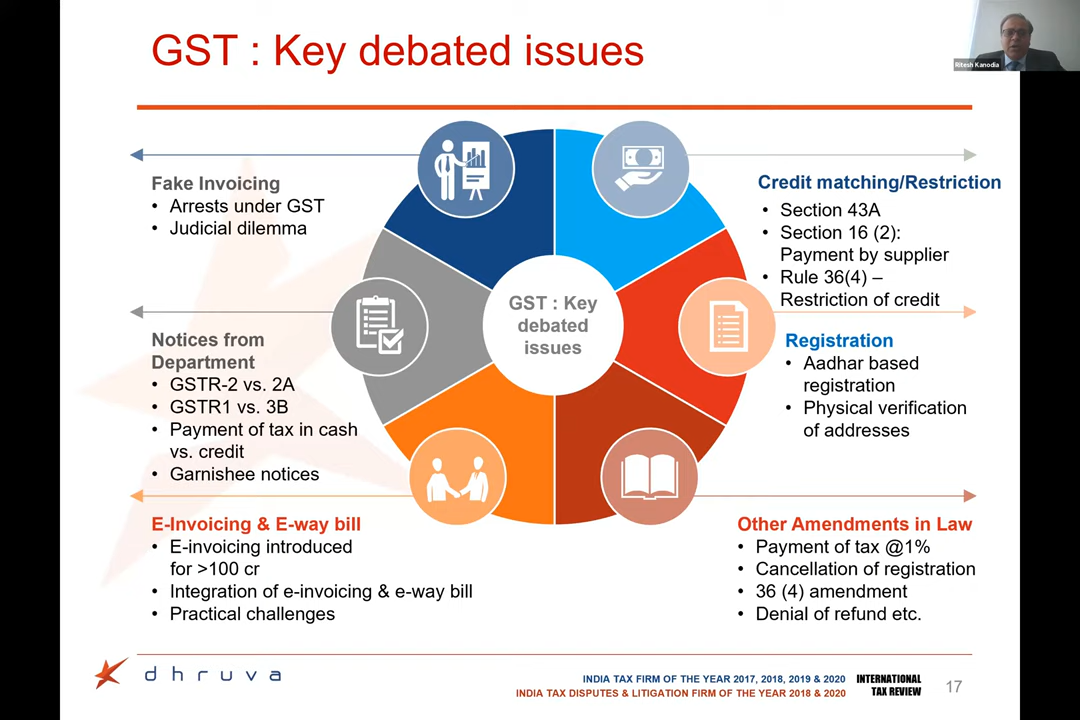 GST : Key debated issues
Ritesh Kanodia
Fake Invoicing
• Arrests under GST
• Judicial dilemma
Notices from
Department
• GSTR-2 vs. 2A
• GSTR1 vs. 3B
• Payment of tax in cash
vs. credit
• Garnishee notices
E-Invoicing & E-way bill
• E-invoicing introduced
for >100 cr
• Integration of e-invoicing & e-way bill
• Practical challenges
GST : Key
debated
issues
Credit matching/Restriction
• Section 43A
• Section 16 (2):
Payment by supplier
• Rule 36(4) –
Restriction of credit
Registration
• Aadhar based
registration
• Physical verification
of addresses
Other Amendments in Law
• Payment of tax @1%
• Cancellation of registration
• 36 (4) amendment
• Denial of refund etc.
dhruva
INDIA TAX FIRM OF THE YEAR 2017, 2018, 2019 & 2020
INDIA TAX DISPUTES & LITIGATION FIRM OF THE YEAR 2018 & 2020
INTERNATIONAL
TAX REVIEW
17